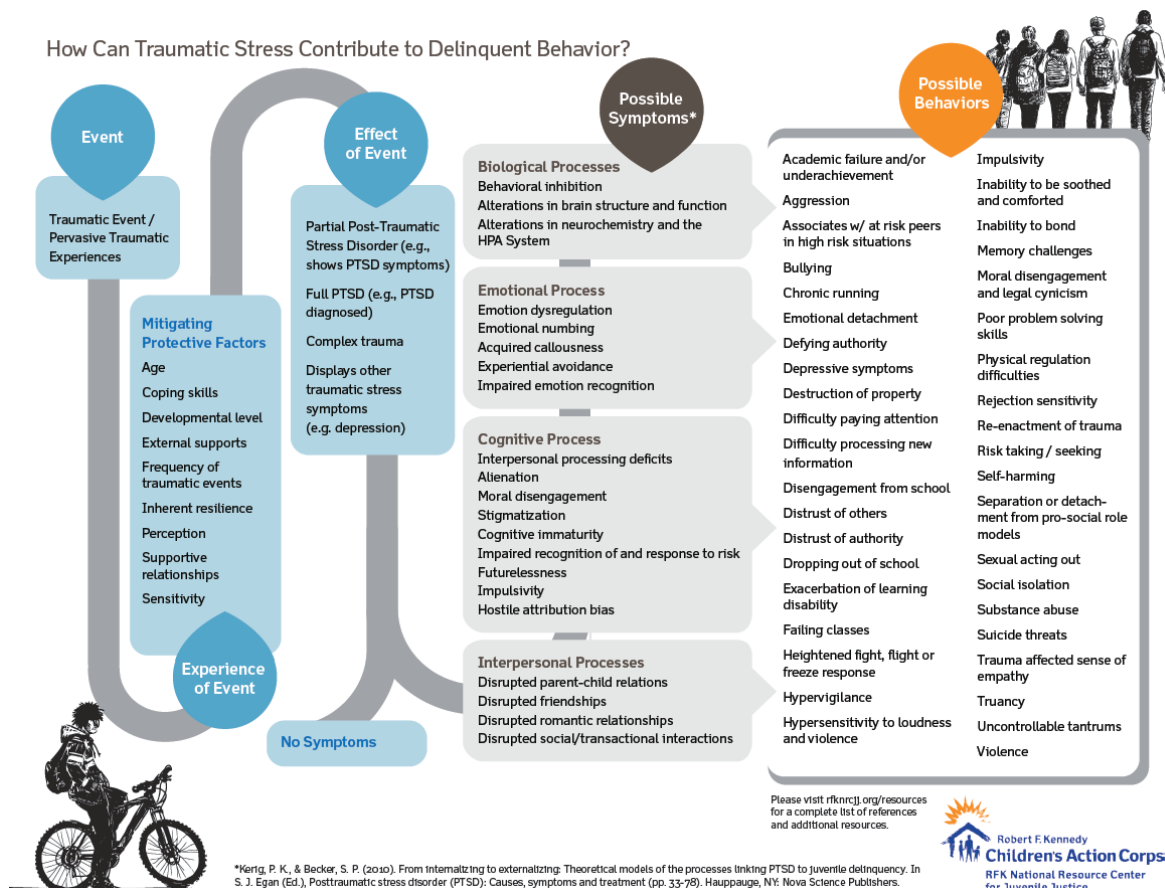 How Can Traumatic Stress Contribute to Delinquent Behavior?
Event
Traumatic Event /
Pervasive Traumatic
Experiences
Mitigating
Protective Factors
Age
Coping skills
Developmental level
External supports
Frequency of
traumatic events
Inherent resilience
Perception
Supportive
relationships
Sensitivity
Experience
of Event
Effect
of Event
Partial Post-Traumatic
Stress Disorder (e.g.,
shows PTSD symptoms)
Full PTSD (e.g., PTSD
diagnosed)
Complex trauma
Displays other
traumatic stress
symptoms
(e.g. depression)
No Symptoms
Possible
Symptoms*
Biological Processes
Behavioral inhibition
Alterations in brain structure and function
Alterations in neurochemistry and the
HPA System
Emotional Process
Emotion dysregulation
Emotional numbing
Acquired callousness
Experiential avoidance
Impaired emotion recognition
Cognitive Process
Interpersonal processing deficits
Alienation
Moral disengagement
Stigmatization
Cognitive immaturity
Impaired recognition of and response to risk
Futurelessness
Impulsivity
Hostile attribution bias
Interpersonal Processes
Disrupted parent-child relations
Disrupted friendships
Disrupted romantic relationships
Disrupted social/transactional interactions
Possible
Behaviors
Academic failure and/or
underachievement
Aggression
Associates w/ at risk peers
in high risk situations
Bullying
Chronic running
Emotional detachment
Defying authority
Depressive symptoms
Destruction of property
Difficulty paying attention
Difficulty processing new
information
Disengagement from school
Distrust of others
Distrust of authority
Dropping out of school
Exacerbation of learning
disability
Failing classes
Heightened fight, flight or
freeze response
Hypervigilance
Hypersensitivity to loudness
and violence
Impulsivity
Inability to be soothed
and comforted
Inability to bond
Memory challenges
Moral disengagement
and legal cynicism
Poor problem solving
skills
Physical regulation
difficulties
Rejection sensitivity
Re-enactment of trauma
Risk taking / seeking
Self-harming
Separation or detach-
ment from pro-social role
models
Sexual acting out
Social isolation
Substance abuse
Suicide threats
Trauma affected sense of
empathy
Truancy
Uncontrollable tantrums
Violence
Please visit rfknrcjj.org/resources
for a complete list of references
and additional resources.
Robert F. Kennedy
Children's Action Corps
RFK National Resource Center
for Juvenile Justice
*Kerig, P. K., & Becker, S. P. (2010). From internalizing to externalizing: Theoretical models of the processes linking PTSD to juvenile delinquency. In
S. J. Egan (Ed.), Posttraumatic stress disorder (PTSD): Causes, symptoms and treatment (pp. 33-78). Hauppauge, NY: Nova Science Publishers.